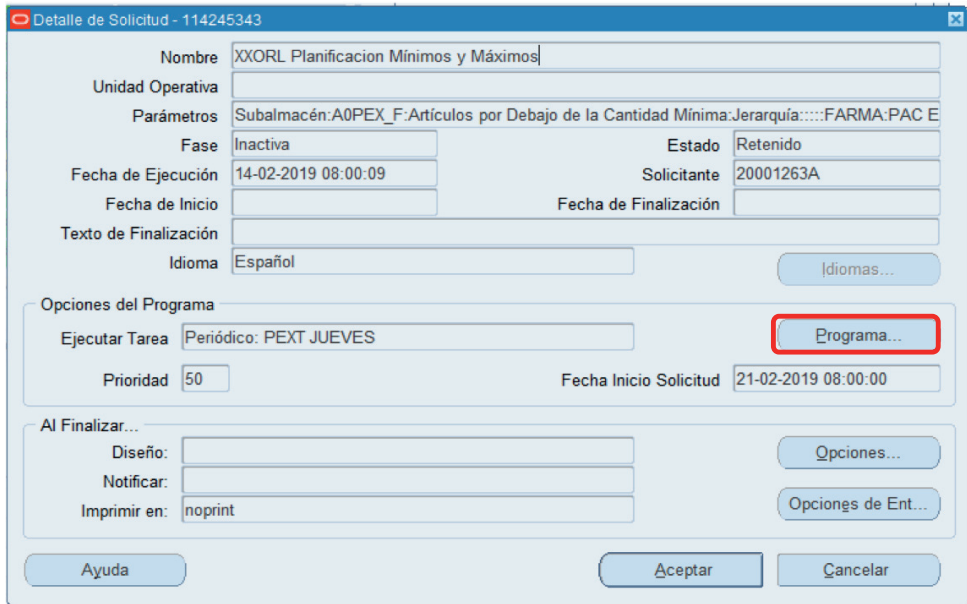 Detalle de Solicitud - 114245343
Nombre XXORL Planificacion Mínimos y Máximos
Unidad Operativa
Parámetros Subalmacén:A0PEX_F:Artículos por Debajo de la Cantidad Mínima:Jerarquía:::::FARMA:PAC E
Fase Inactiva Estado Retenido
Fecha de Ejecución 14-02-2019 08:00:09 Solicitante 20001263A
Fecha de Inicio Fecha de Finalización
Texto de Finalización
Idioma Español Idiomas...
Opciones del Programa
Ejecutar Tarea Periódico: PEXT JUEVES Programa...
Prioridad 50 Fecha Inicio Solicitud 21-02-2019 08:00:00
Al Finalizar...
Diseño: Opciones...
Notificar:
Imprimir en: noprint Opciones de Ent...
Ayuda Aceptar Cancelar